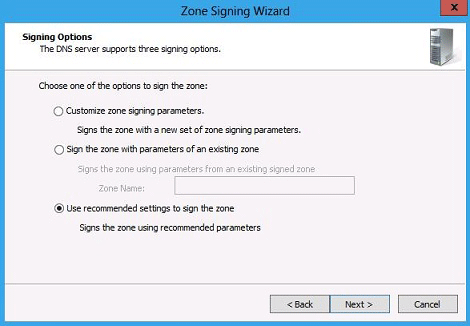 Zone Signing Wizard
x
Signing Options
The DNS server supports three signing options.
Choose one of the options to sign the zone:
Customize zone signing parameters.
Signs the zone with a new set of zone signing parameters.
Sign the zone with parameters of an existing zone
Signs the zone using parameters from an existing signed zone
Zone Name:
Use recommended settings to sign the zone
Signs the zone using recommended parameters
< Back
Next >
Cancel